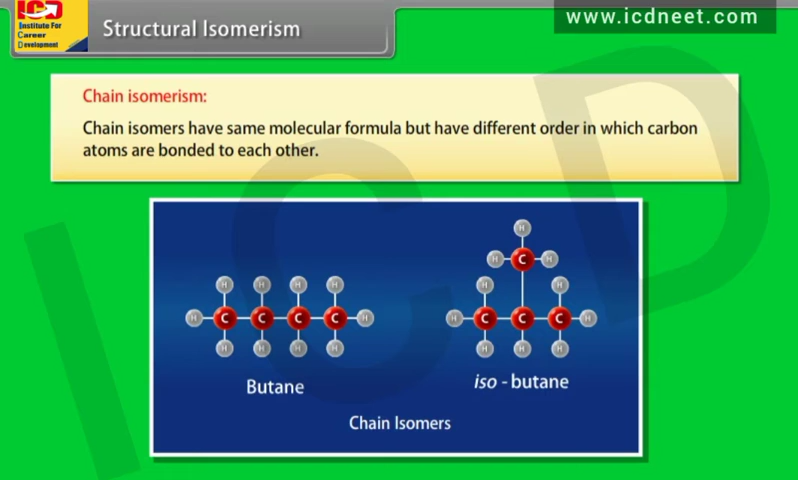 ICD
Institute For
Career
Development
Structural Isomerism
www.icdneet.com
Chain isomerism:
Chain isomers have same molecular formula but have different order in which carbon
atoms are bonded to each other.
H
H C H
H H H H H H
H C C C C H H C C C H
H H H H H H H
Butane
iso - butane
Chain Isomers
ICD